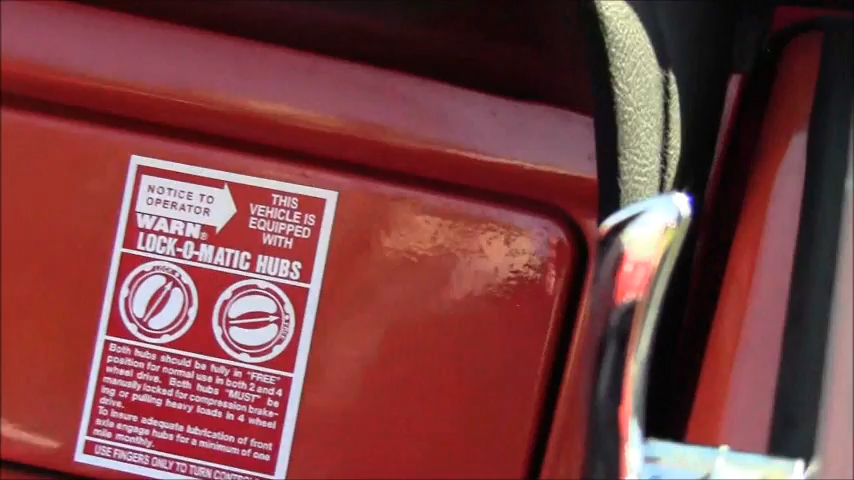 NOTICE TO
OPERATOR
THIS
VEHICLE IS
EQUIPPED
WITH
WARN®
LOCK-O-MATIC HUBS
LOCK
Both hubs should be fully in "FREE"
position for normal use in both 2 and 4
wheel drive. Both hubs "MUST" be
manually locked for compression brake-
ing or pulling heavy loads in 4 wheel
drive.
To insure adequate lubrication of front
axle engage hubs for a minimum of one
mile monthly.
USE FINGERS ONLY TO TURN CONTROLS